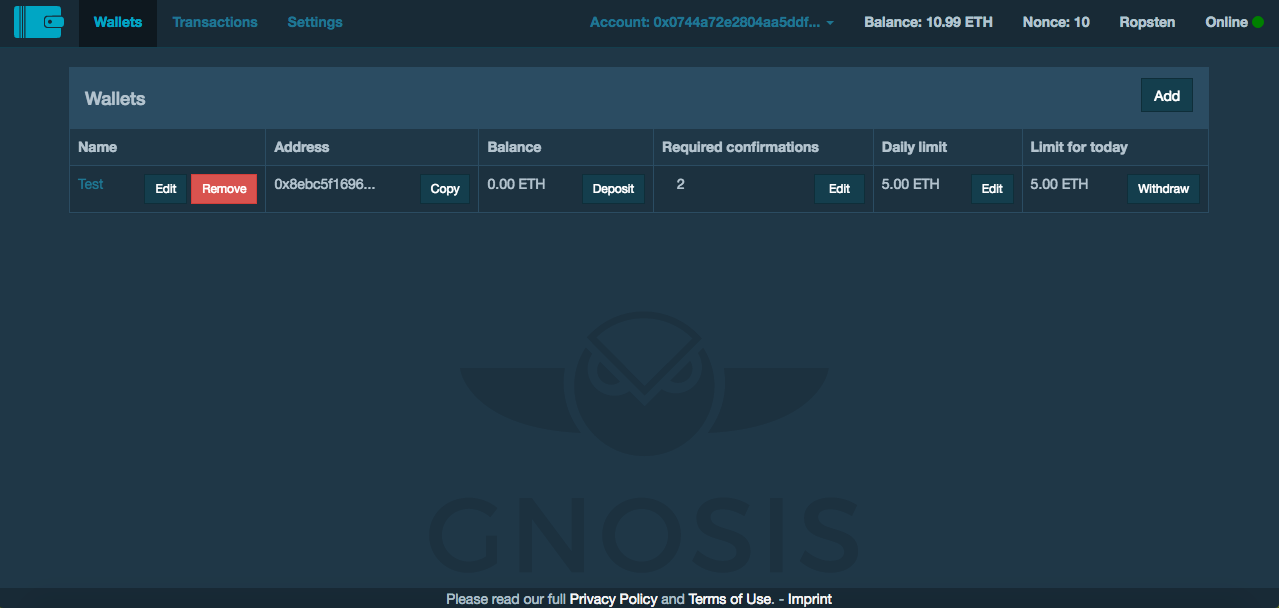 Wallets Transactions Settings Account: 0x0744a72e2804aa5ddf... Balance: 10.99 ETH Nonce: 10 Ropsten Online
Wallets Add
Name Address Balance Required confirmations Daily limit Limit for today
Test Edit Remove 0x8ebc5f1696... Copy 0.00 ETH Deposit 2 Edit 5.00 ETH Edit 5.00 ETH Withdraw
GNOSIS
Please read our full Privacy Policy and Terms of Use. - Imprint